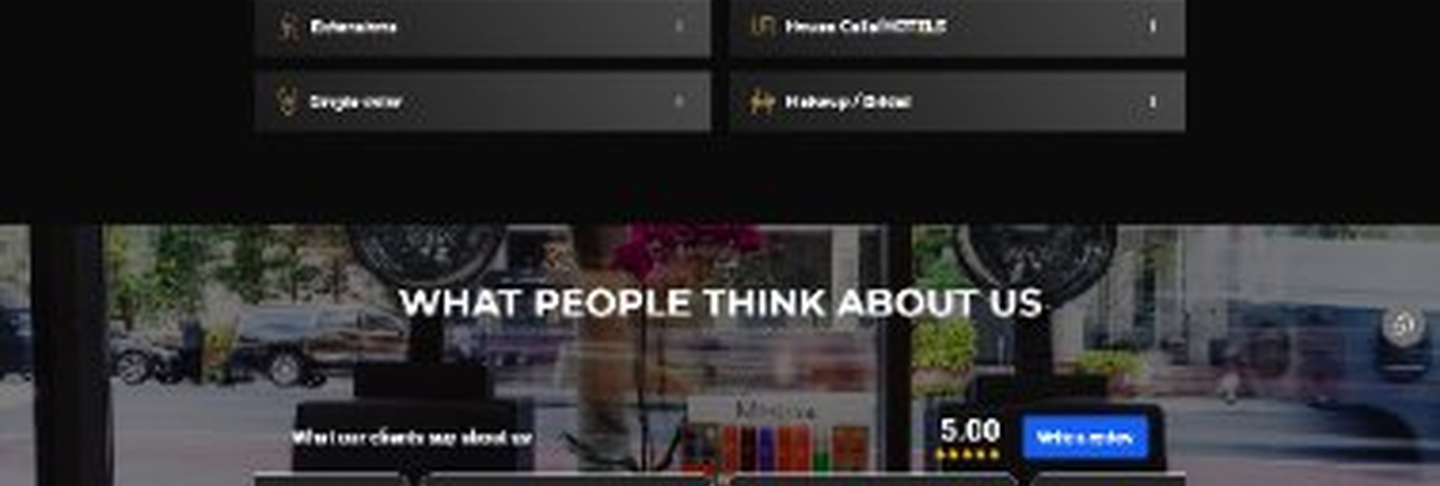 Extensions
House Calls/HOTELS
Single color
Makeup / Bridal
WHAT PEOPLE THINK ABOUT US
What our clients say about us
5.00
Write a review